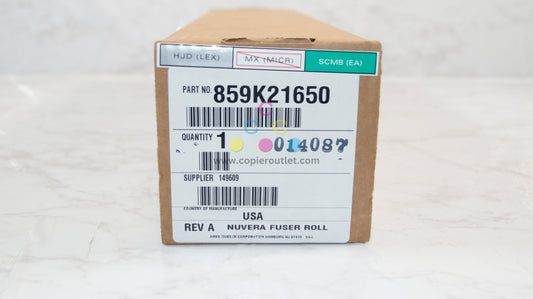 HJD (LEX) MX (MICR) SCMB (EA)
PART NO. 859K21650
QUANTITY 1 014087
www.copieroutlet.com
SUPPLIER 149609
COUNTRY OF MANUFACTURE
USA
REV A NUVERA FUSER ROLL